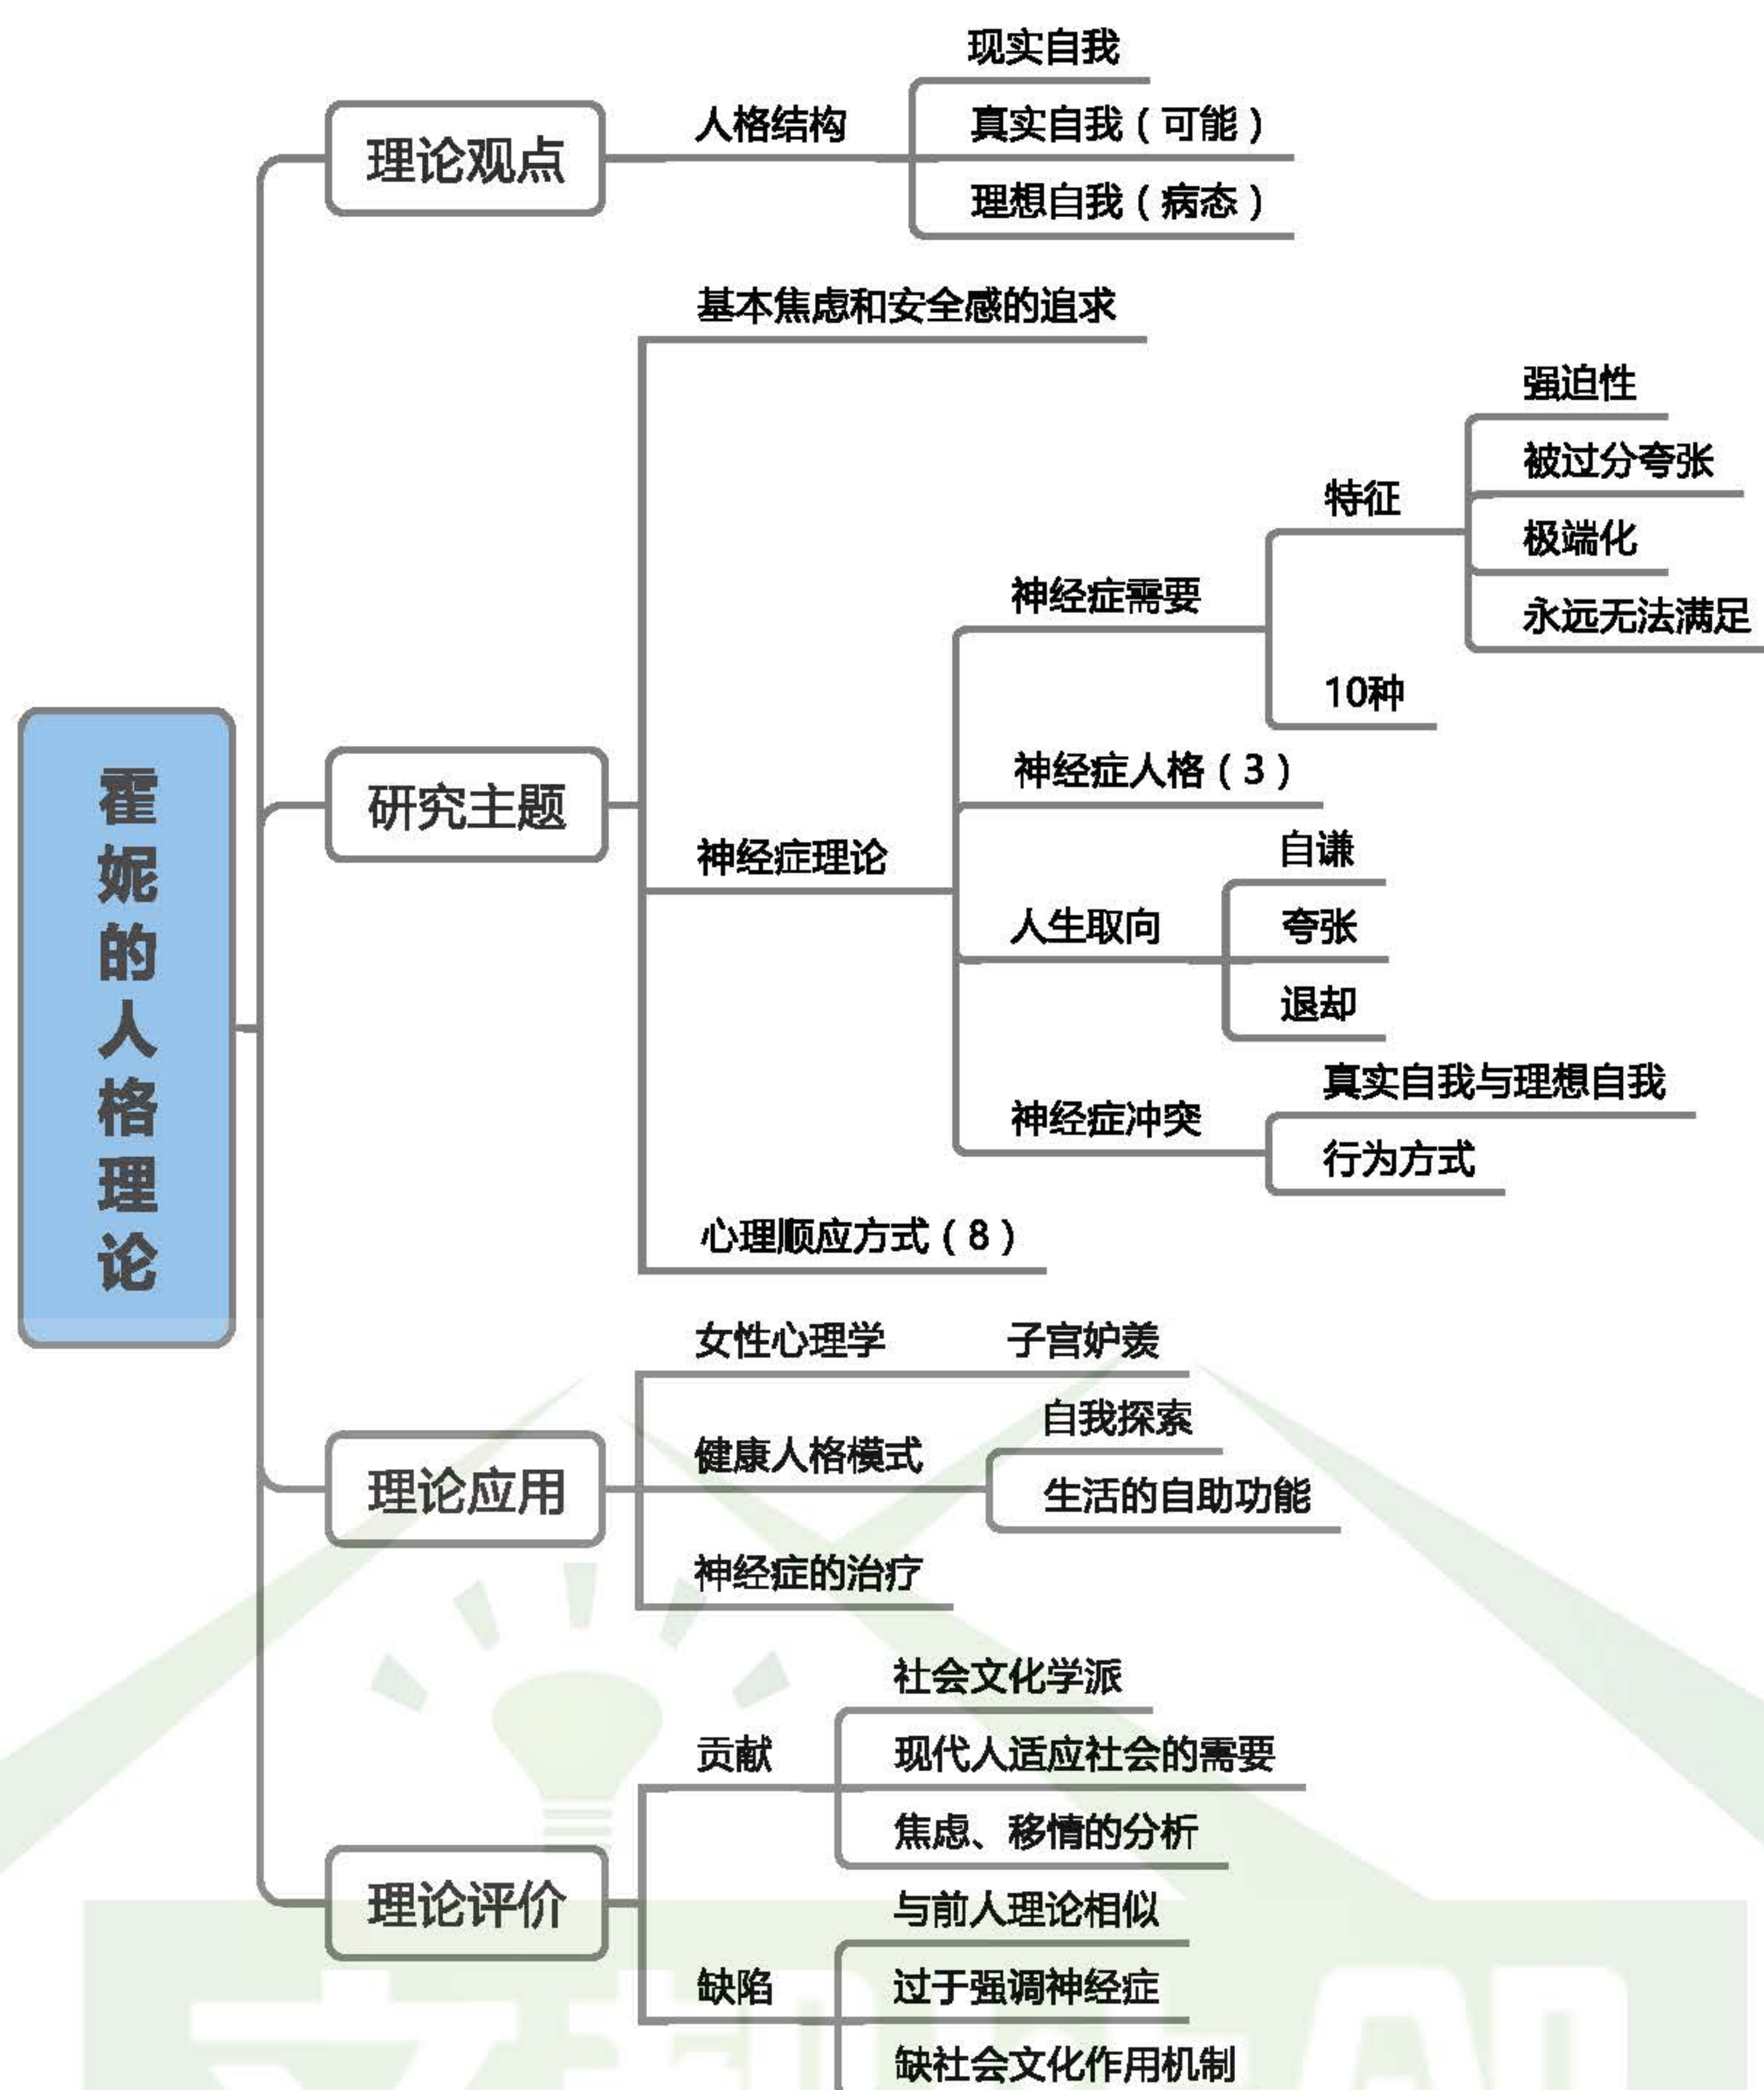 霍妮的人格理论
理论观点
人格结构
现实自我
真实自我（可能）
理想自我（病态）
研究主题
基本焦虑和安全感的追求
神经症理论
神经症需要
特征
强迫性
被过分夸张
极端化
永远无法满足
10种
神经症人格（3）
人生取向
自谦
夸张
退却
神经症冲突
真实自我与理想自我
行为方式
心理顺应方式（8）
理论应用
女性心理学
子宫妒羡
健康人格模式
自我探索
生活的自助功能
神经症的治疗
理论评价
贡献
社会文化学派
现代人适应社会的需要
焦虑、移情的分析
缺陷
与前人理论相似
过于强调神经症
缺社会文化作用机制